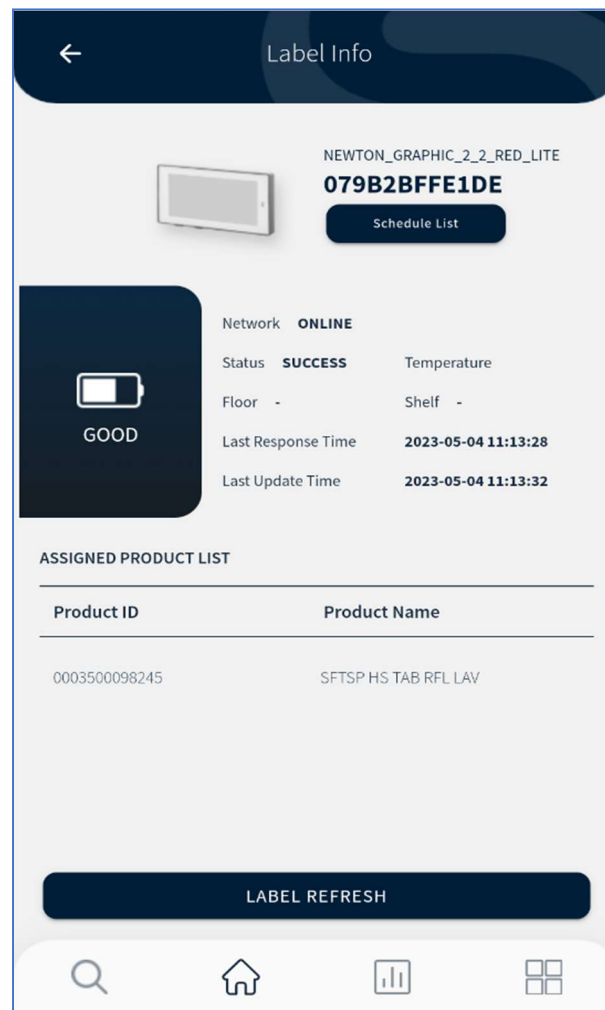 Label Info
NEWTON_GRAPHIC_2_2_RED_LITE
079B2BFFE1DE
Schedule List
GOOD
Network ONLINE
Status SUCCESS Temperature
Floor - Shelf -
Last Response Time 2023-05-04 11:13:28
Last Update Time 2023-05-04 11:13:32
ASSIGNED PRODUCT LIST
Product ID Product Name
0003500098245 SFTSP HS TAB RFL LAV
LABEL REFRESH